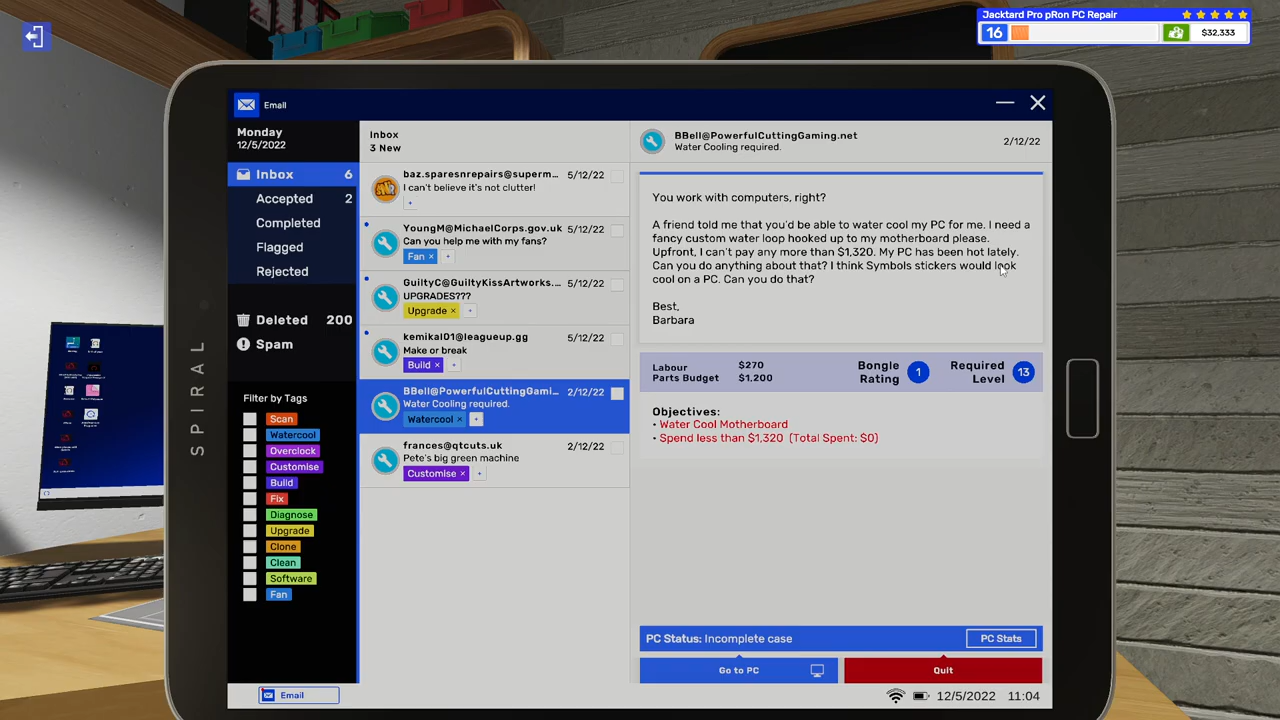 Jacktard Pro pRon PC Repair
16
$32,333
Email
Monday
12/5/2022
Inbox 6
Accepted 2
Completed
Flagged
Rejected
Deleted 200
Spam
Filter by Tags
Scan
Watercool
Overclock
Customise
Build
Fix
Diagnose
Upgrade
Clone
Clean
Software
Fan
SPIRAL
Inbox
3 New
baz.sparesnrepairs@superm... 5/12/22
I can't believe it's not clutter!
+
YoungM@MichaelCorps.gov.uk 5/12/22
Can you help me with my fans?
Fan × +
GuiltyC@GuiltyKissArtworks.... 5/12/22
UPGRADES???
Upgrade × +
kemikal01@leagueup.gg 5/12/22
Make or break
Build × +
BBell@PowerfulCuttingGami... 2/12/22
Water Cooling required.
Watercool × +
frances@qtcuts.uk 2/12/22
Pete's big green machine
Customise × +
BBell@PowerfulCuttingGaming.net 2/12/22
Water Cooling required.
You work with computers, right?
A friend told me that you'd be able to water cool my PC for me. I need a
fancy custom water loop hooked up to my motherboard please.
Upfront, I can't pay any more than $1,320. My PC has been hot lately.
Can you do anything about that? I think Symbols stickers would look
cool on a PC. Can you do that?
Best,
Barbara
Labour $270
Parts Budget $1,200
Bongle Rating 1
Required Level 13
Objectives:
• Water Cool Motherboard
• Spend less than $1,320 (Total Spent: $0)
PC Status: Incomplete case PC Stats
Go to PC
Quit
Email
12/5/2022 11:04